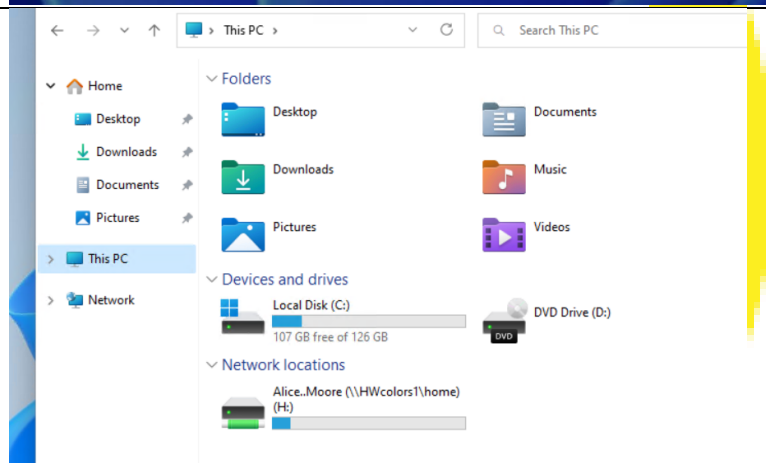 This PC
Search This PC
Home
Desktop
Downloads
Documents
Pictures
This PC
Network
Folders
Desktop
Documents
Downloads
Music
Pictures
Videos
Devices and drives
Local Disk (C:)
107 GB free of 126 GB
DVD Drive (D:)
DVD
Network locations
Alice..Moore (\\HWcolors1\home)
(H:)